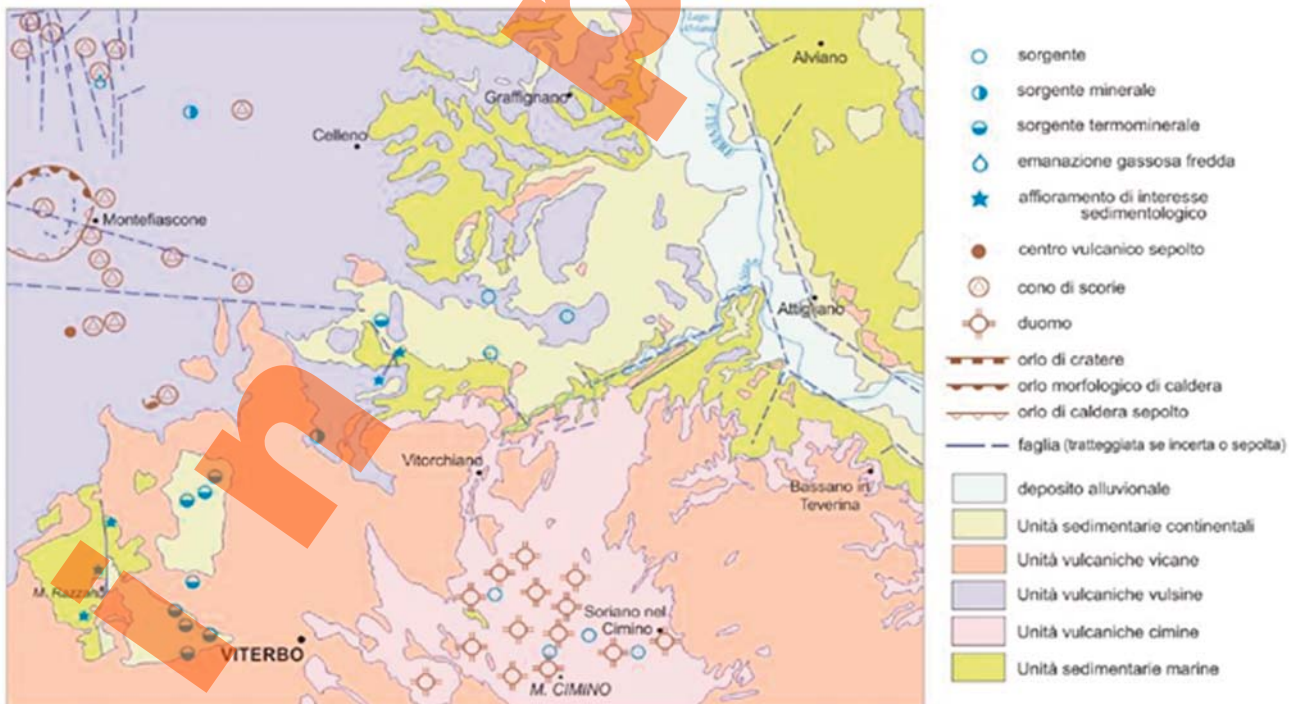 Lago
Alviano
Alviano
Graffignano
F. TEVERE
Celleno
Montefiascone
Attigliano
Vitorchiano
Bassano in
Teverina
M. Razzano
Soriano nel
Cimino
VITERBO
M. CIMINO
sorgente
sorgente minerale
sorgente termominerale
emanazione gassosa fredda
affioramento di interesse
sedimentologico
centro vulcanico sepolto
cono di scorie
duomo
orlo di cratere
orlo morfologico di caldera
orlo di caldera sepolto
faglia (tratteggiata se incerta o sepolta)
deposito alluvionale
Unità sedimentarie continentali
Unità vulcaniche vicane
Unità vulcaniche vulsine
Unità vulcaniche cimine
Unità sedimentarie marine